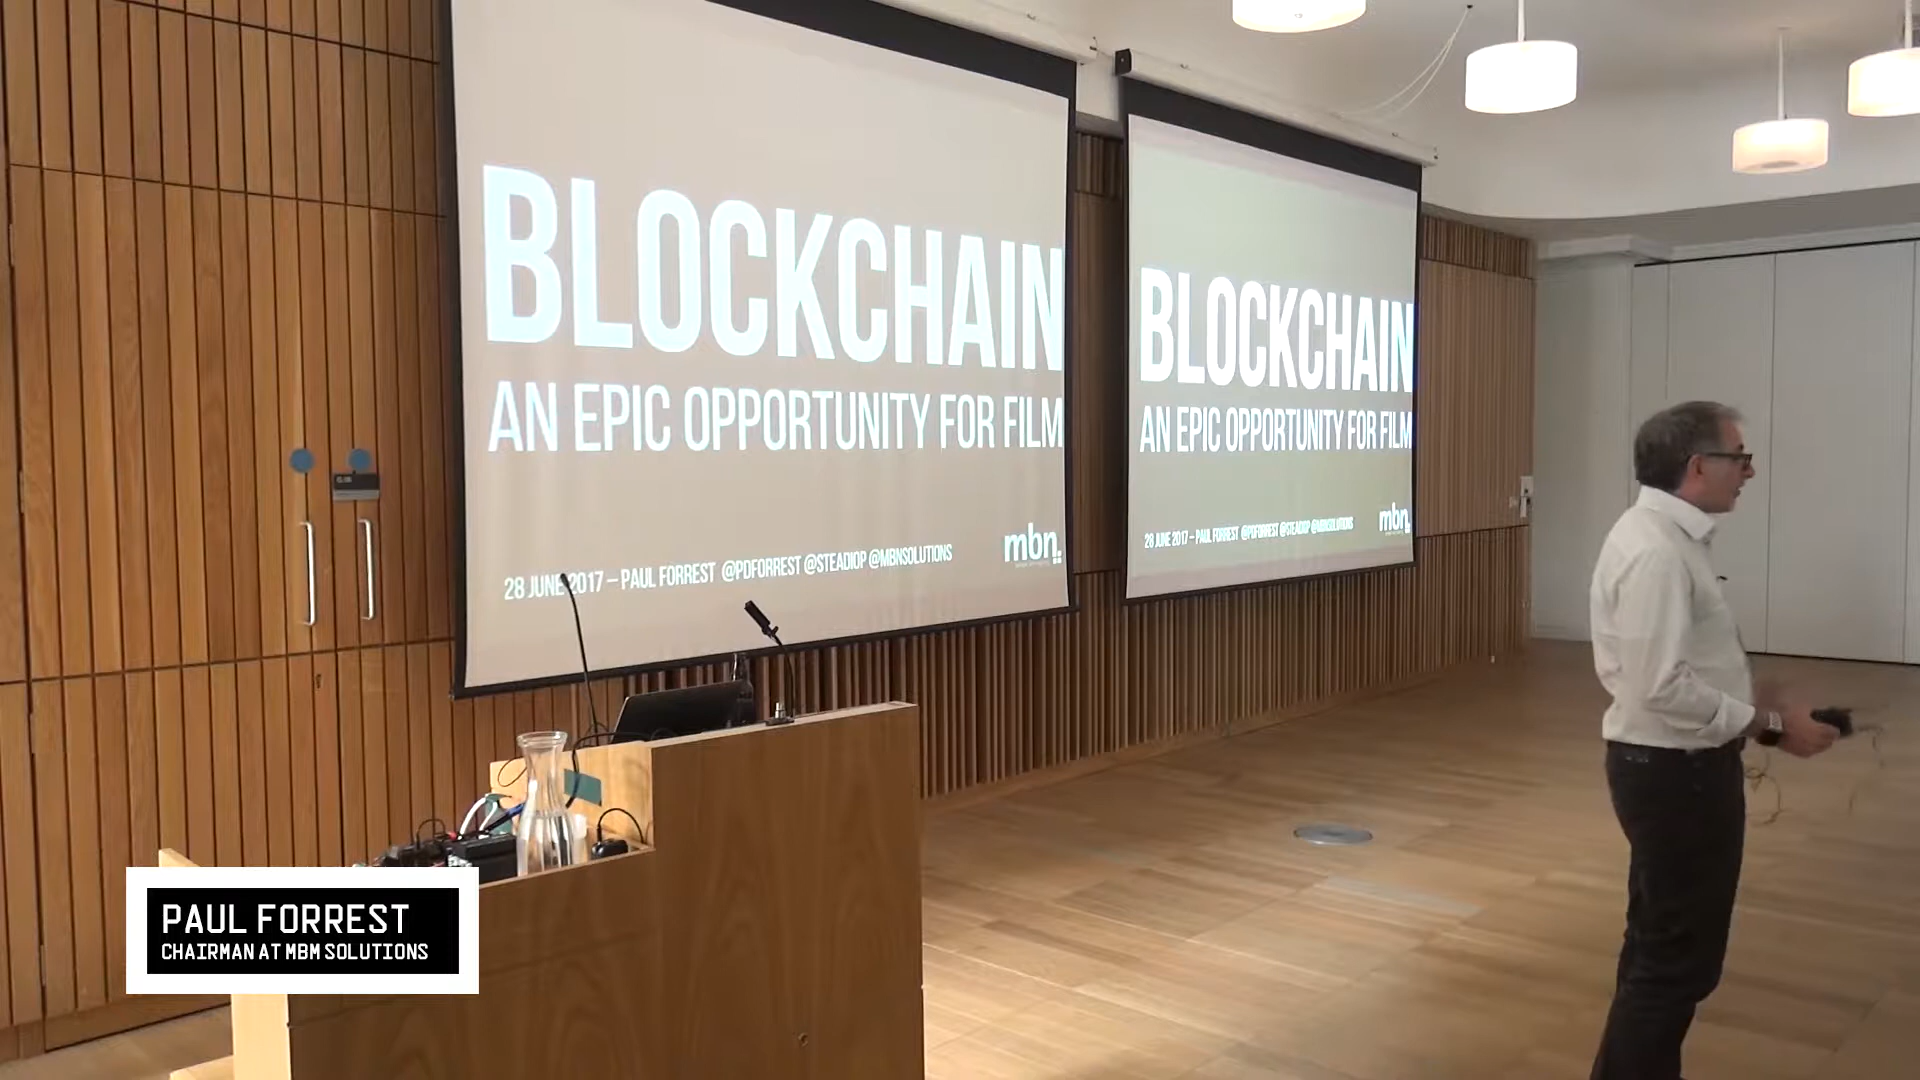 BLOCKCHAIN
AN EPIC OPPORTUNITY FOR FILM
28 JUNE 2017 – PAUL FORREST @PDFORREST @STEADIOP @MBNSOLUTIONS
mbn.
BLOCKCHAIN
AN EPIC OPPORTUNITY FOR FILM
28 JUNE 2017 – PAUL FORREST @PDFORREST @STEADIOP @MBNSOLUTIONS
mbn.
PAUL FORREST
CHAIRMAN AT MBM SOLUTIONS